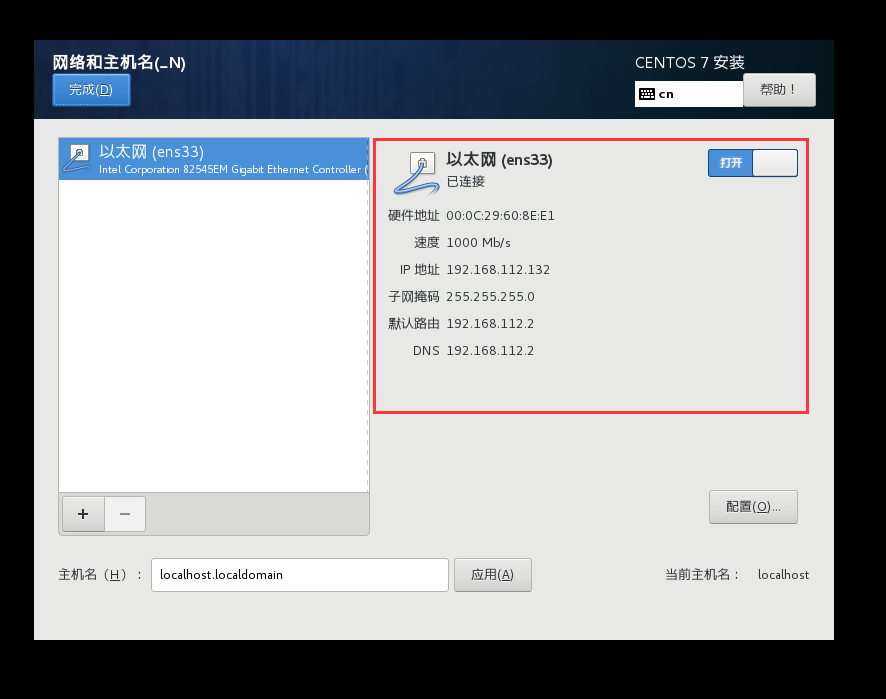 网络和主机名(_N)
完成(D)
CENTOS 7 安装
cn
帮助！
以太网 (ens33)
Intel Corporation 82545EM Gigabit Ethernet Controller (
以太网 (ens33)
已连接
打开
硬件地址 00:0C:29:60:8E:E1
速度 1000 Mb/s
IP 地址 192.168.112.132
子网掩码 255.255.255.0
默认路由 192.168.112.2
DNS 192.168.112.2
+ −
配置(O)...
主机名（H）： localhost.localdomain 应用(A) 当前主机名： localhost